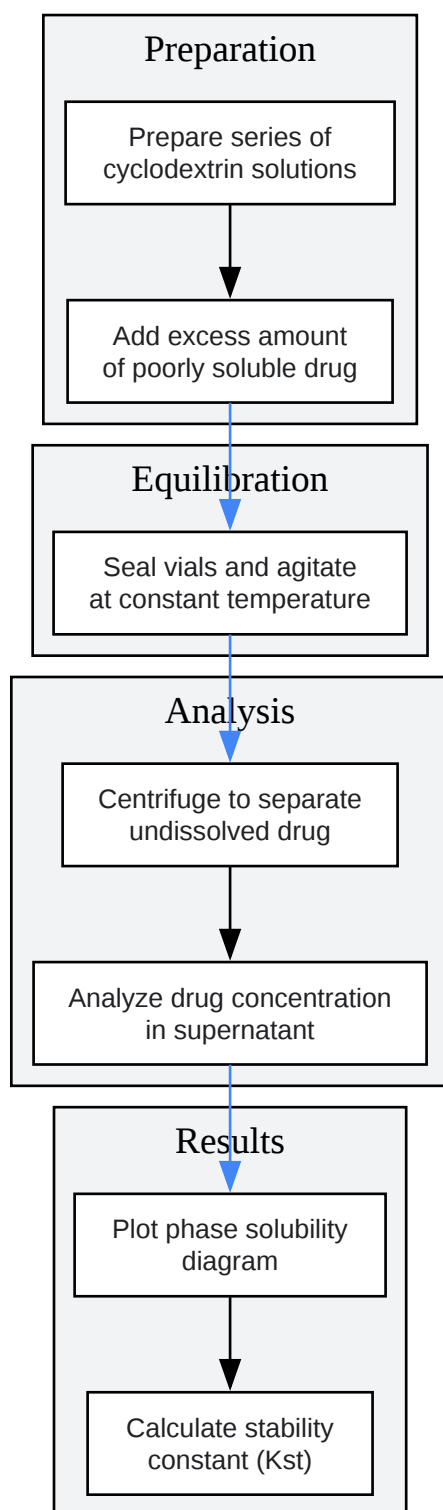 Preparation
Prepare series of
cyclodextrin solutions
Add excess amount
of poorly soluble drug
Equilibration
Seal vials and agitate
at constant temperature
Analysis
Centrifuge to separate
undissolved drug
Analyze drug concentration
in supernatant
Results
Plot phase solubility
diagram
Calculate stability
constant (Kst)